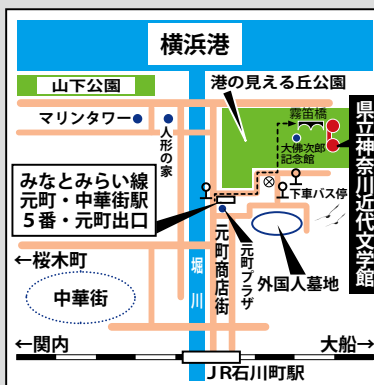 横浜港
山下公園
港の見える丘公園
霧笛橋
マリンタワー
人形の家
大佛次郎
記念館
県立神奈川近代文学館
みなとみらい線
元町・中華街駅
5番・元町出口
下車バス停
←桜木町
中華街
堀川
元町商店街
元町プラザ
外国人墓地
←関内
大船→
JR石川町駅